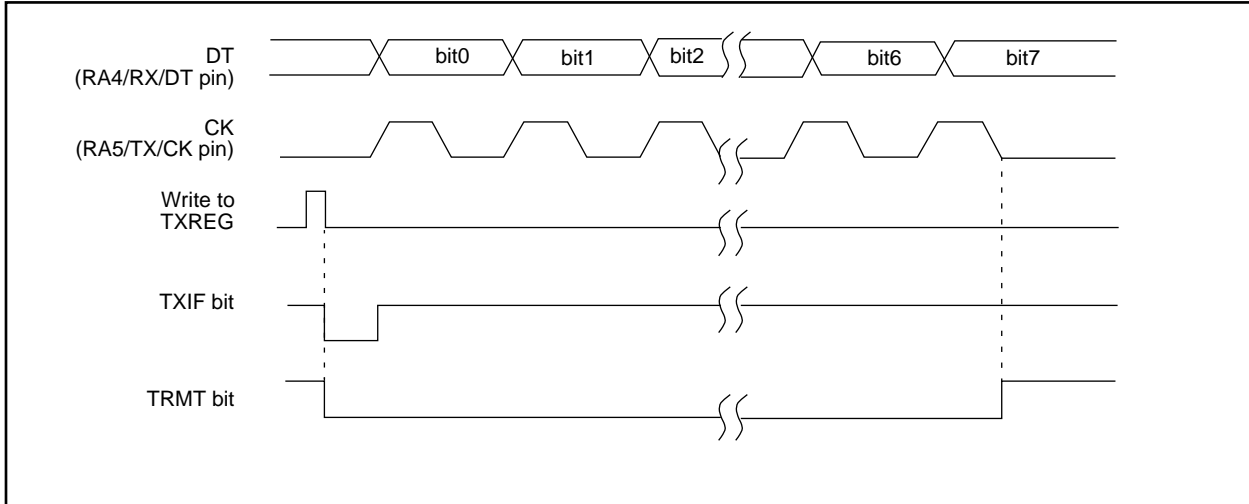 DT
(RA4/RX/DT pin)
bit0 bit1 bit2 bit6 bit7
CK
(RA5/TX/CK pin)
Write to
TXREG
TXIF bit
TRMT bit